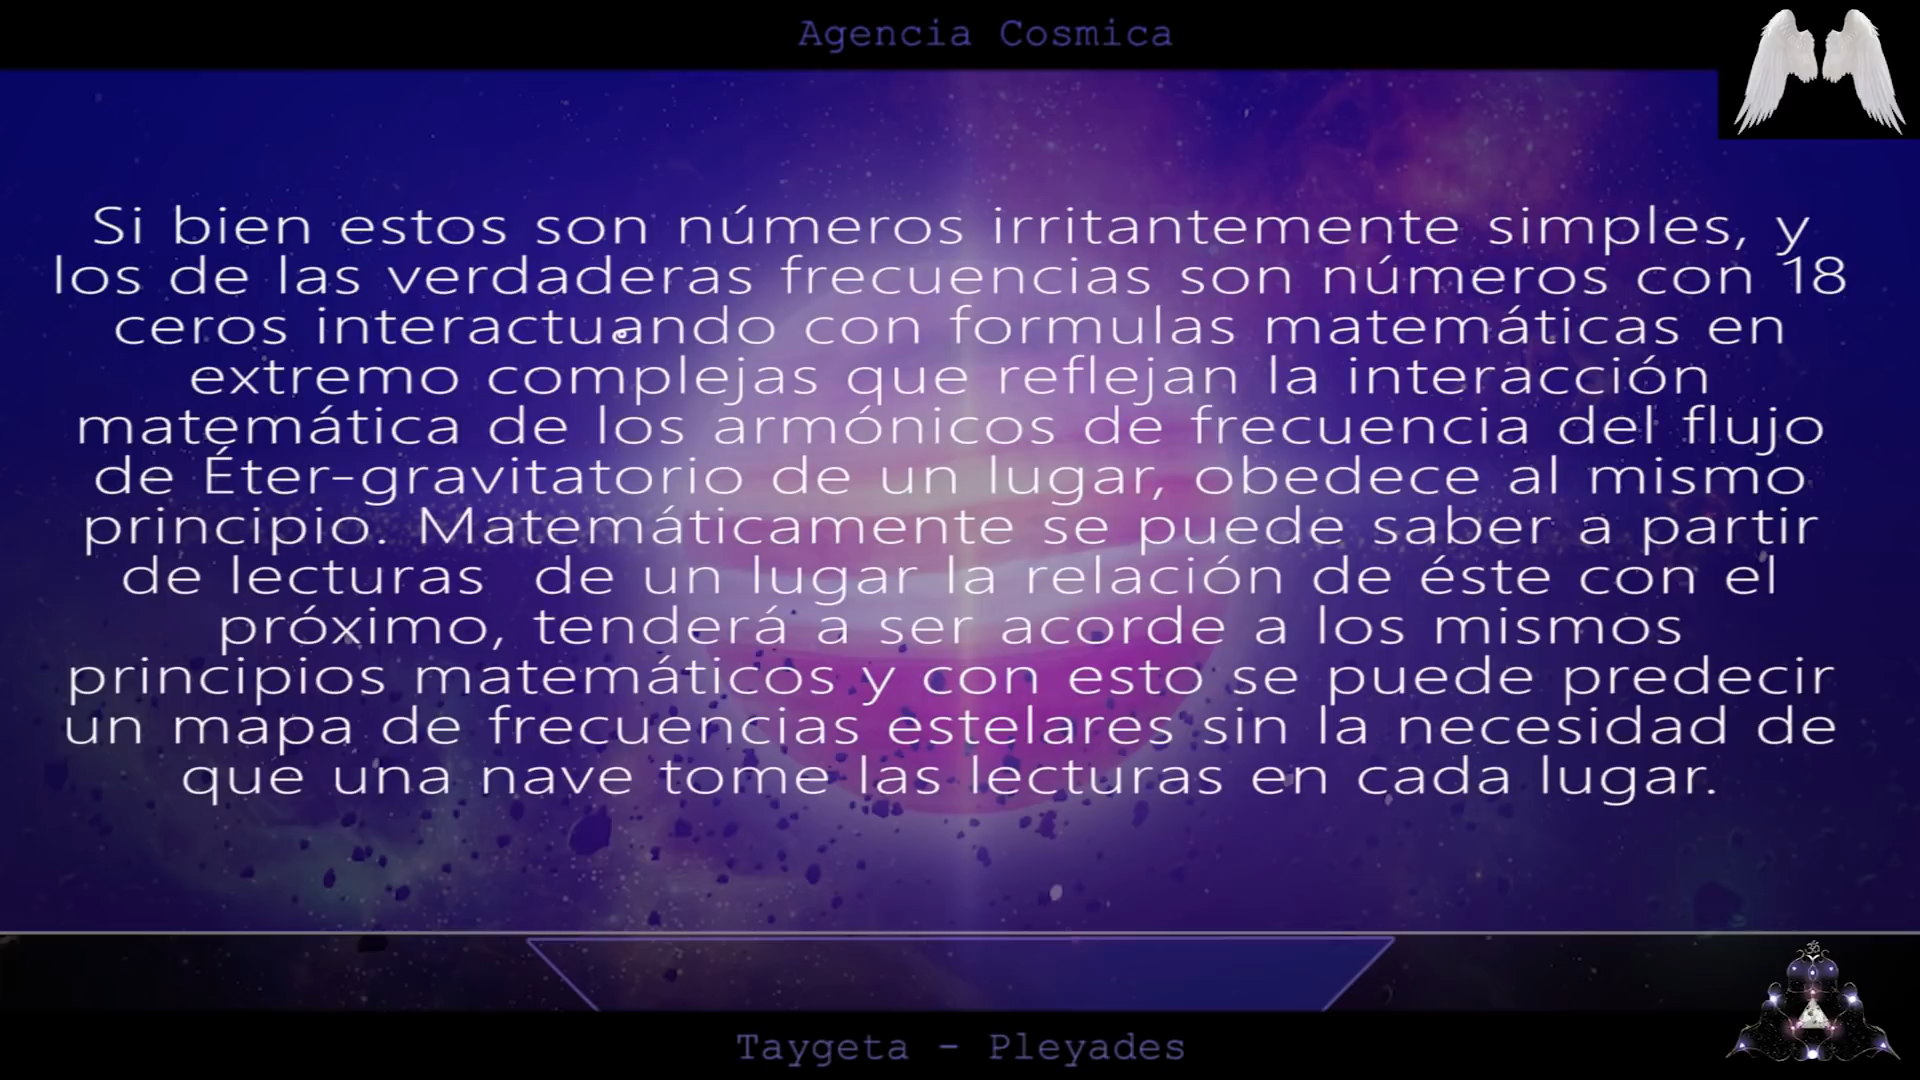 Agencia Cosmica
Si bien estos son números irritantemente simples, y
los de las verdaderas frecuencias son números con 18
ceros interactuando con formulas matemáticas en
extremo complejas que reflejan la interacción
matemática de los armónicos de frecuencia del flujo
de Éter-gravitatorio de un lugar, obedece al mismo
principio. Matemáticamente se puede saber a partir
de lecturas  de un lugar la relación de éste con el
próximo, tenderá a ser acorde a los mismos
principios matemáticos y con esto se puede predecir
un mapa de frecuencias estelares sin la necesidad de
que una nave tome las lecturas en cada lugar.
ॐ
Taygeta - Pleyades